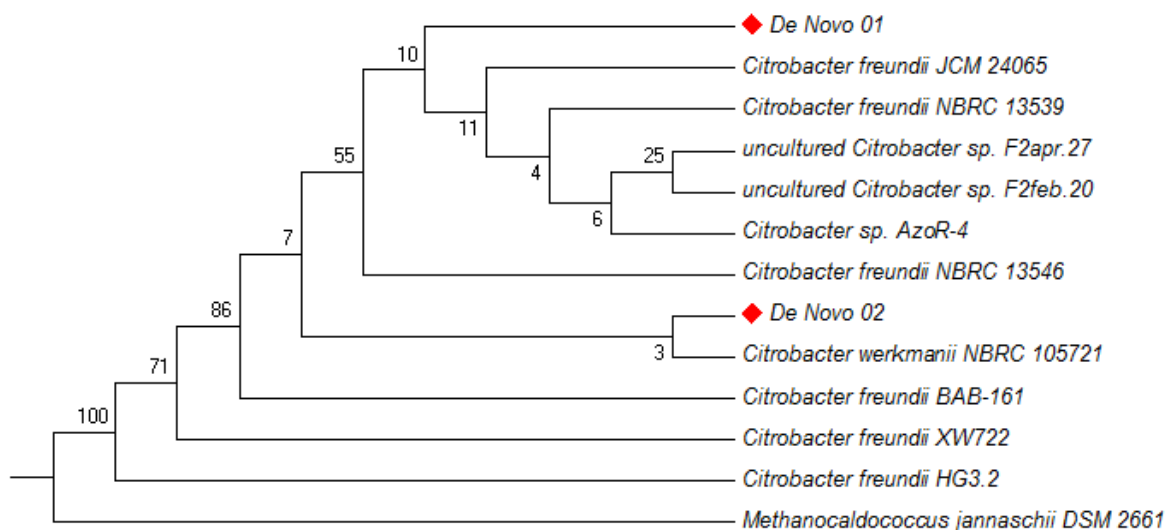 De Novo 01
10
Citrobacter freundii JCM 24065
Citrobacter freundii NBRC 13539
11
uncultured Citrobacter sp. F2apr.27
25
55
4
uncultured Citrobacter sp. F2feb.20
6
Citrobacter sp. AzoR-4
7
Citrobacter freundii NBRC 13546
86
De Novo 02
3
Citrobacter werkmanii NBRC 105721
71
Citrobacter freundii BAB-161
100
Citrobacter freundii XW722
Citrobacter freundii HG3.2
Methanocaldococcus jannaschii DSM 2661